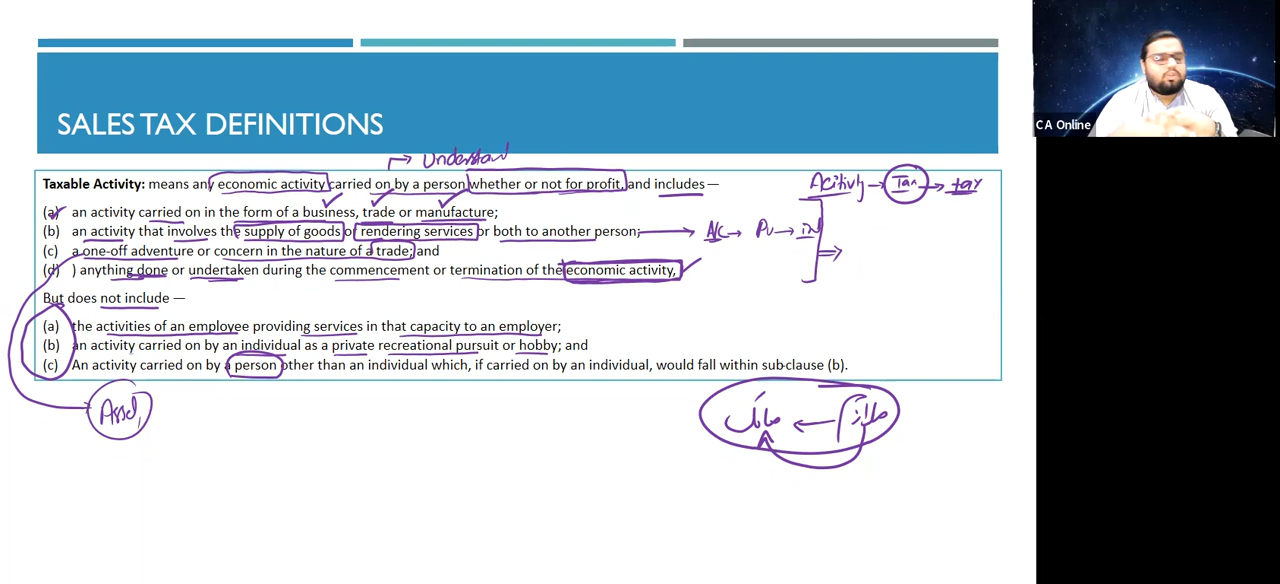 SALES TAX DEFINITIONS
Understand
Taxable Activity: means any economic activity carried on by a person whether or not for profit, and includes —
Acitivity → Tax → tax
(a) an activity carried on in the form of a business, trade or manufacture;
(b) an activity that involves the supply of goods or rendering services or both to another person;
A/C → Pu → in
(c) a one-off adventure or concern in the nature of a trade; and
(d) ) anything done or undertaken during the commencement or termination of the economic activity,
But does not include —
(a) the activities of an employee providing services in that capacity to an employer;
(b) an activity carried on by an individual as a private recreational pursuit or hobby; and
(c) An activity carried on by a person other than an individual which, if carried on by an individual, would fall within sub-clause (b).
ملازم ← مالک
CA Online